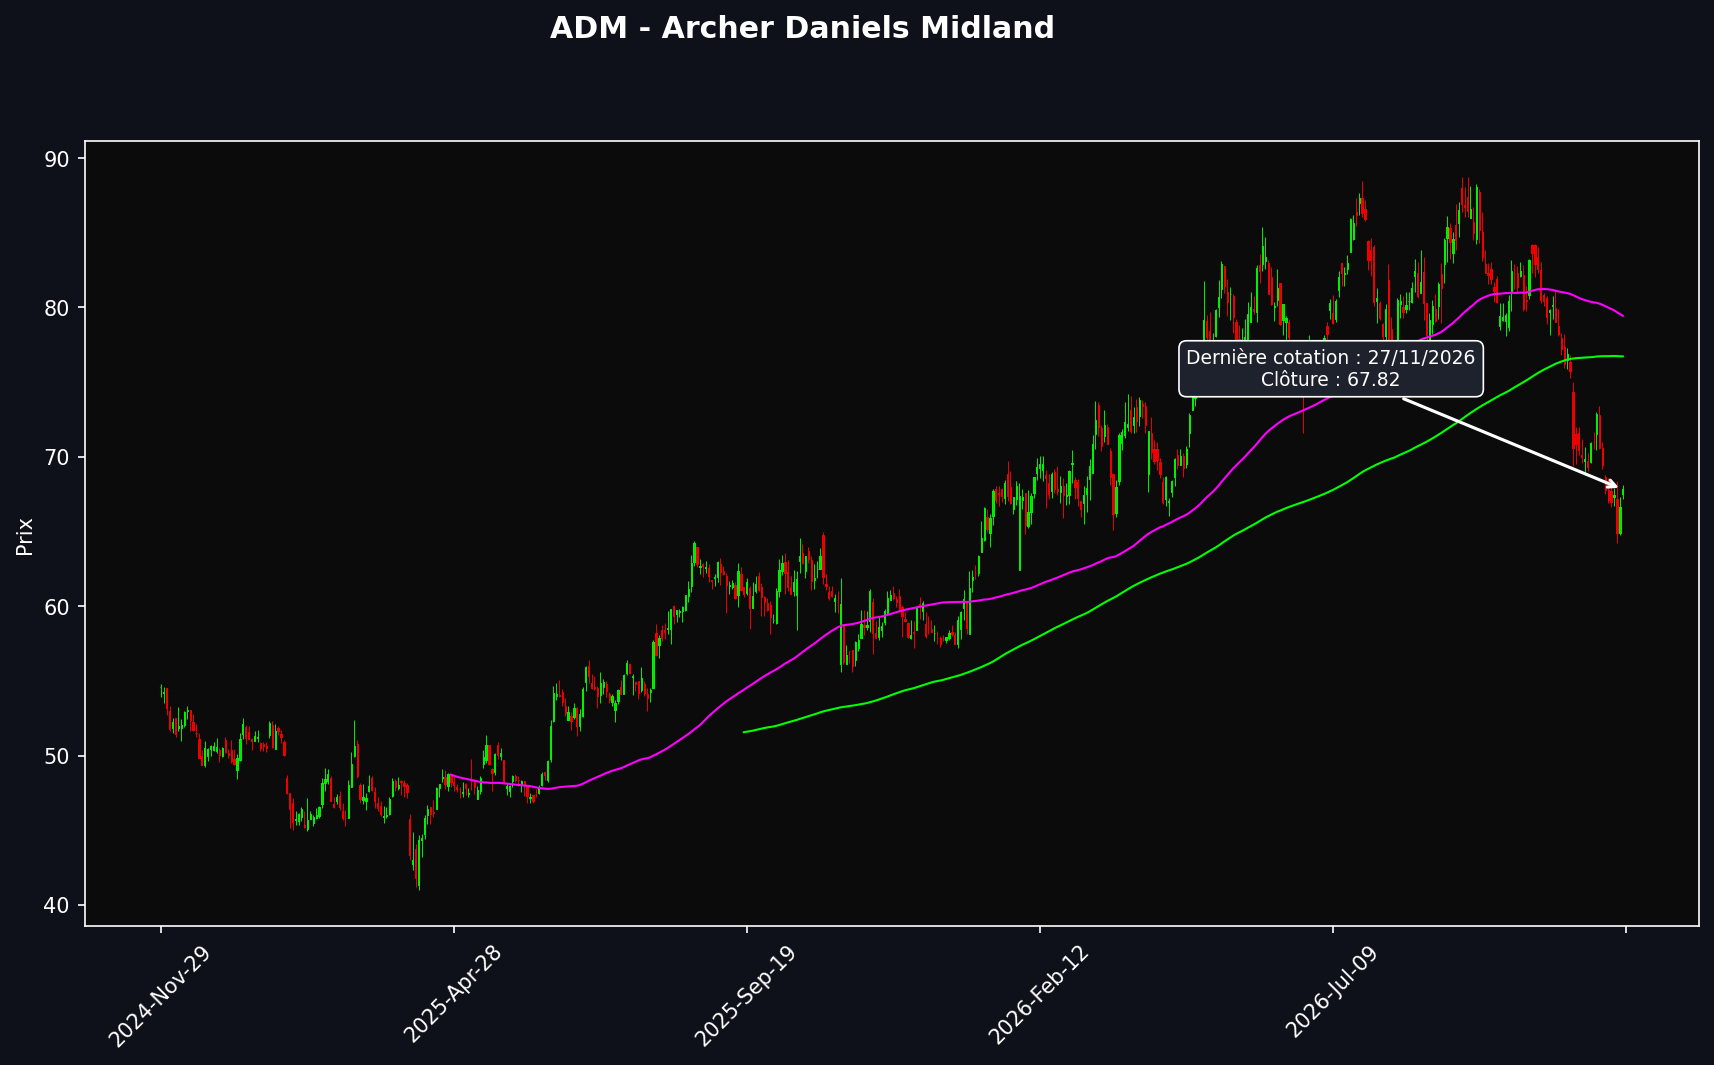 ADM - Archer Daniels Midland
90
80
70
60
50
40
Prix
Dernière cotation : 27/11/2026
Clôture : 67.82
2024-Nov-29
2025-Apr-28
2025-Sep-19
2026-Feb-12
2026-Jul-09